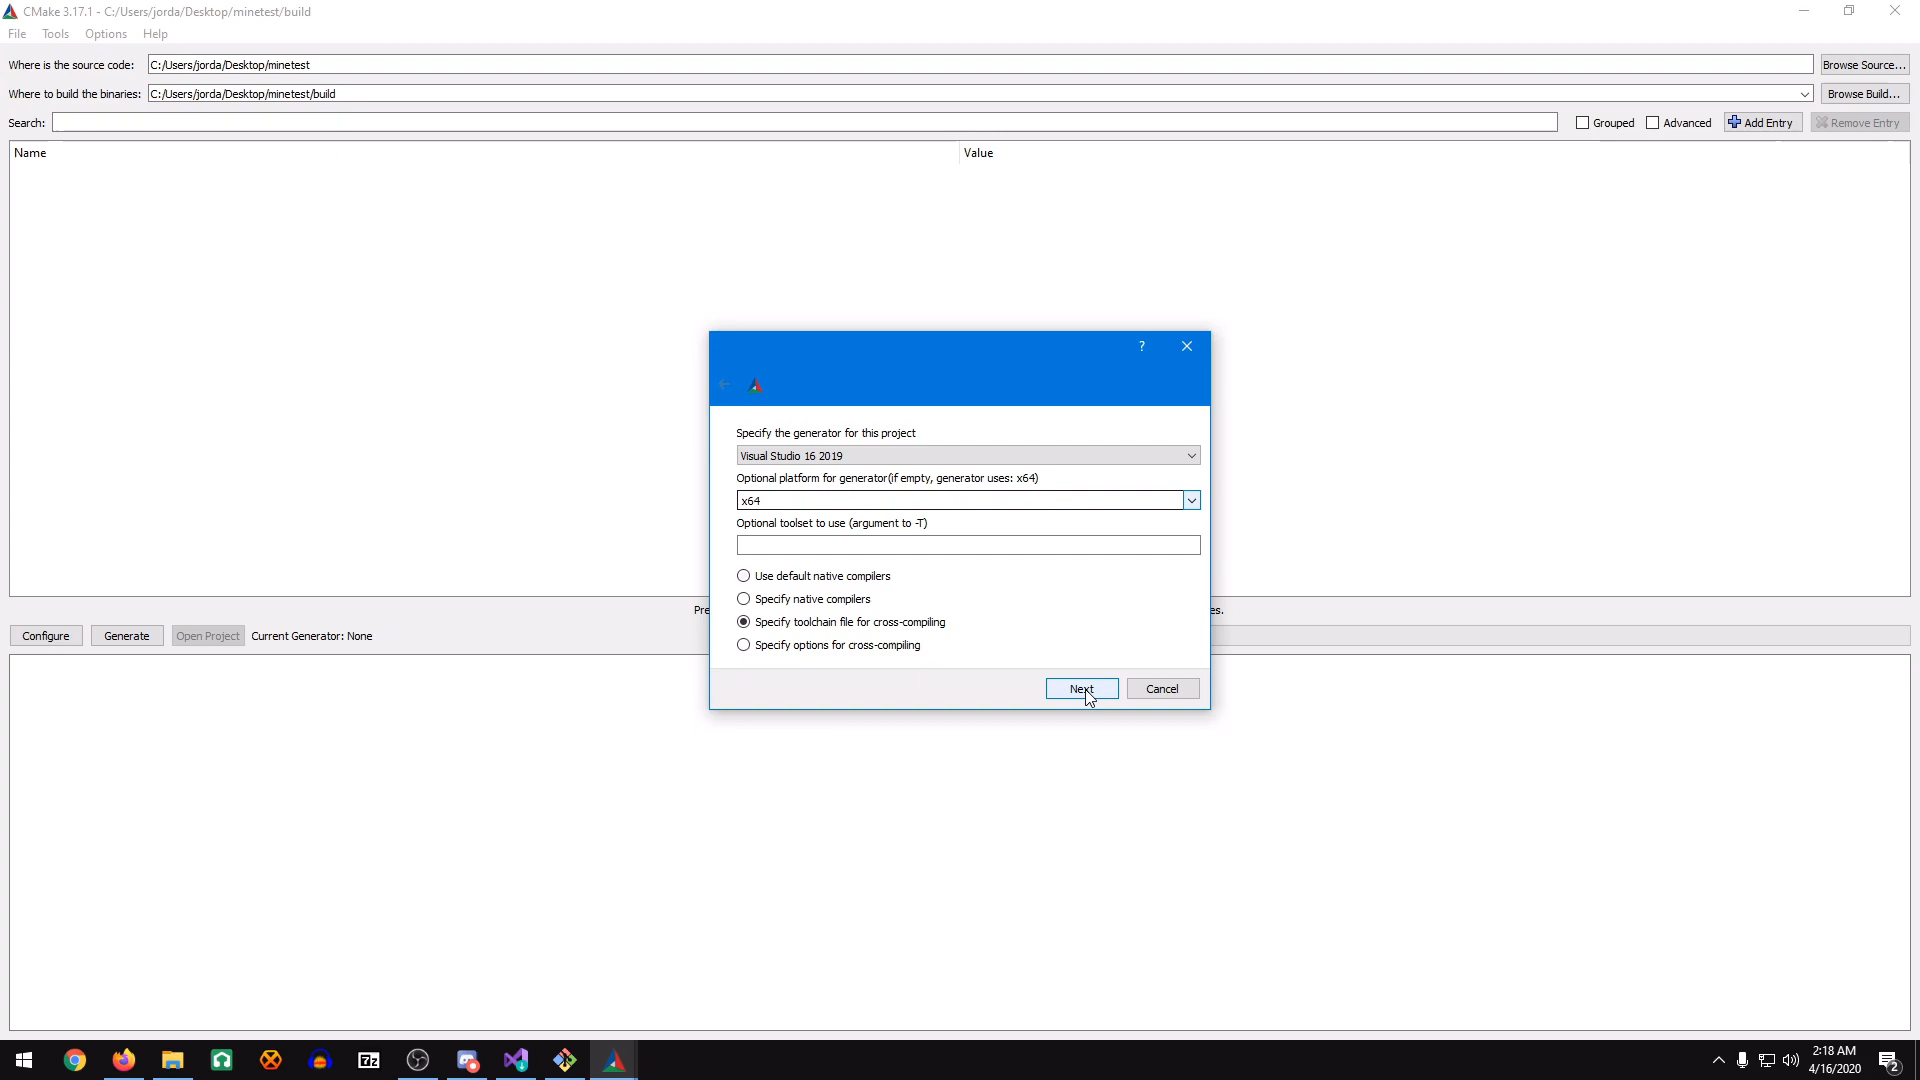 CMake 3.17.1 - C:/Users/jorda/Desktop/minetest/build
File Tools Options Help
Where is the source code: C:/Users/jorda/Desktop/minetest Browse Source...
Where to build the binaries: C:/Users/jorda/Desktop/minetest/build Browse Build...
Search: Grouped Advanced Add Entry Remove Entry
Name Value
?
Specify the generator for this project
Visual Studio 16 2019
Optional platform for generator(if empty, generator uses: x64)
x64
Optional toolset to use (argument to -T)
Use default native compilers
Specify native compilers
Pre es.
Specify toolchain file for cross-compiling
Configure Generate Open Project Current Generator: None
Specify options for cross-compiling
Next Cancel
7z
2:18 AM
4/16/2020
2